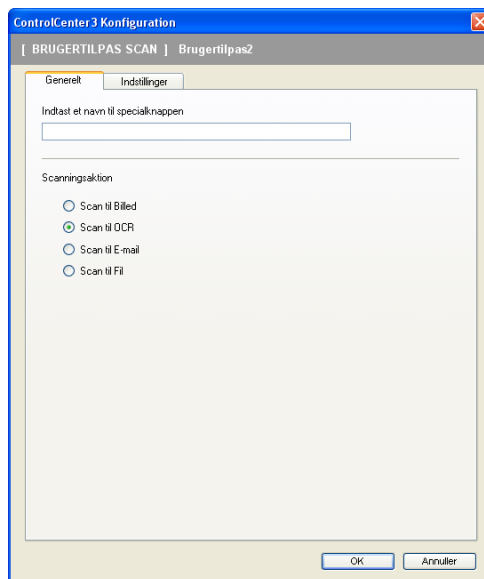 ControlCenter3 Konfiguration
[ BRUGERTILPAS SCAN ] Brugertilpas2
Generelt Indstillinger
Indtast et navn til specialknappen
Scanningsaktion
Scan til Billed
Scan til OCR
Scan til E-mail
Scan til Fil
OK Annuller